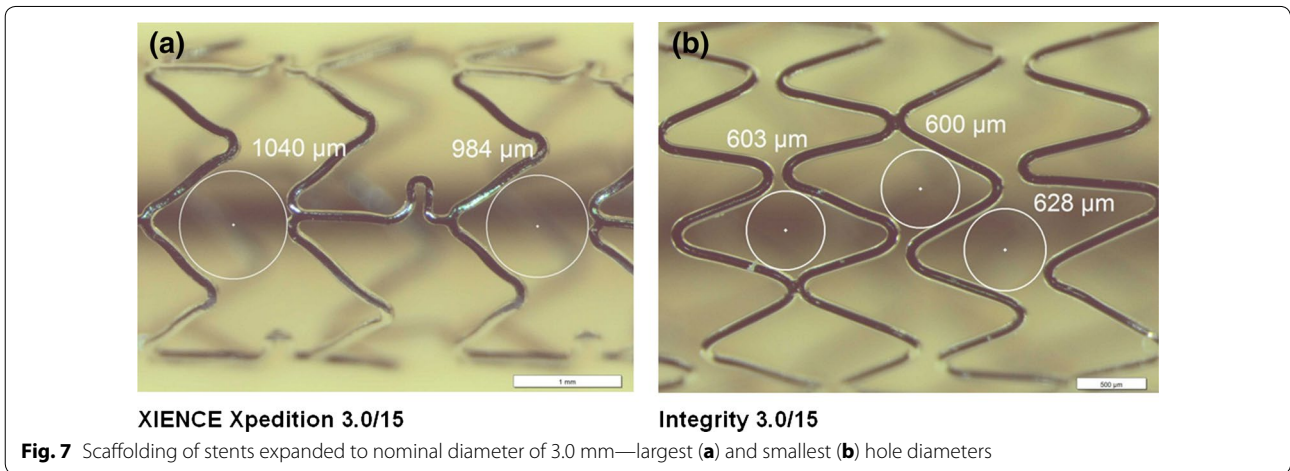 (a)
1040 µm
984 µm
1 mm
XIENCE Xpedition 3.0/15
(b)
603 µm
600 µm
628 µm
500 µm
Integrity 3.0/15
Fig. 7 Scaffolding of stents expanded to nominal diameter of 3.0 mm—largest (a) and smallest (b) hole diameters